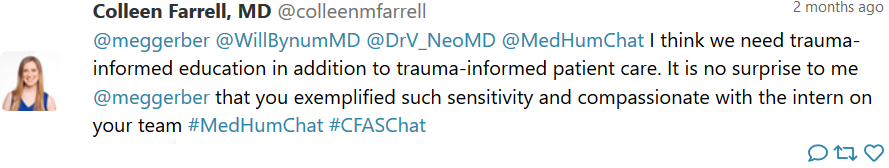 Colleen Farrell, MD @colleenmfarrell 2 months ago
@meggerber @WillBynumMD @DrV_NeoMD @MedHumChat I think we need trauma-
informed education in addition to trauma-informed patient care. It is no surprise to me
@meggerber that you exemplified such sensitivity and compassionate with the intern on
your team #MedHumChat #CFASChat